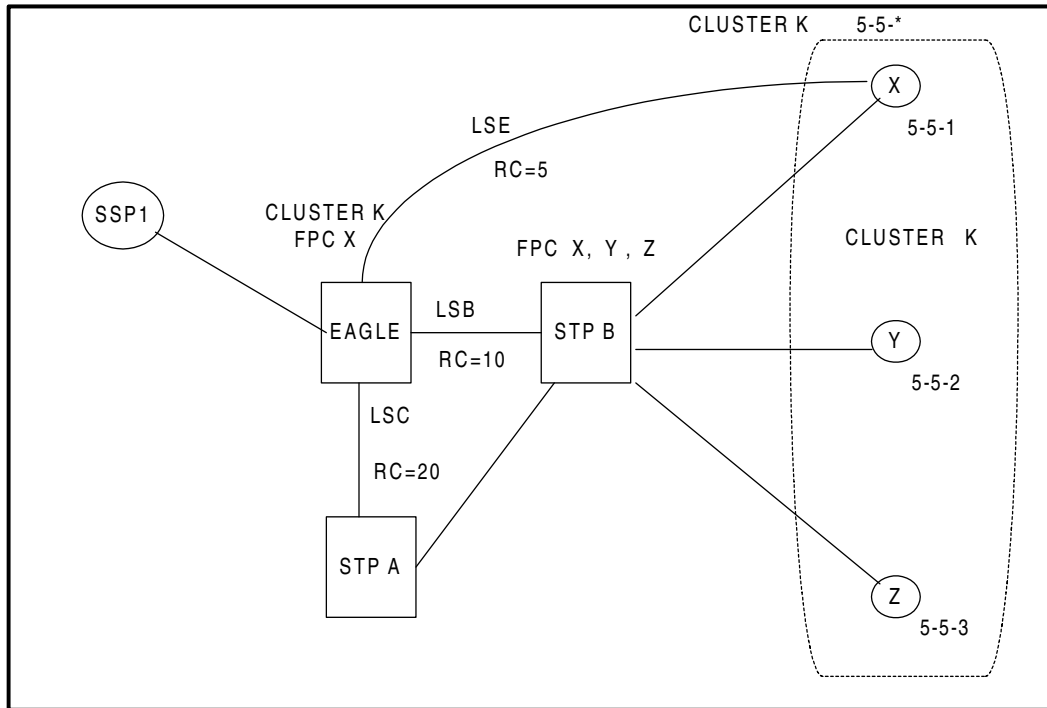 CLUSTER K 5-5-*
X
5-5-1
LSE
RC=5
SSP1
CLUSTER K
FPC X
FPC X, Y, Z
CLUSTER K
EAGLE
LSB
RC=10
STP B
Y
5-5-2
LSC
RC=20
STP A
Z
5-5-3